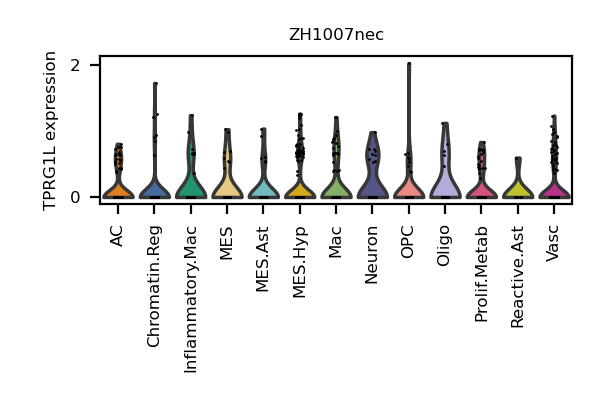 ZH1007nec
TPRG1L expression
2
0
AC
Chromatin.Reg
Inflammatory.Mac
MES
MES.Ast
MES.Hyp
Mac
Neuron
OPC
Oligo
Prolif.Metab
Reactive.Ast
Vasc